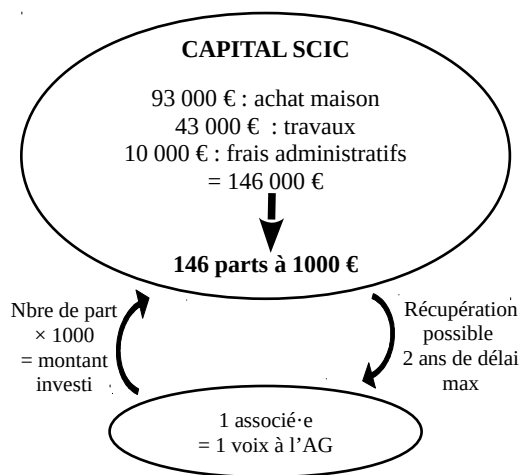 CAPITAL SCIC
93 000 € : achat maison
43 000 € : travaux
10 000 € : frais administratifs
= 146 000 €
146 parts à 1000 €
Nbre de part
× 1000
= montant
investi
Récupération
possible
2 ans de délai
max
1 associé·e
= 1 voix à l’AG